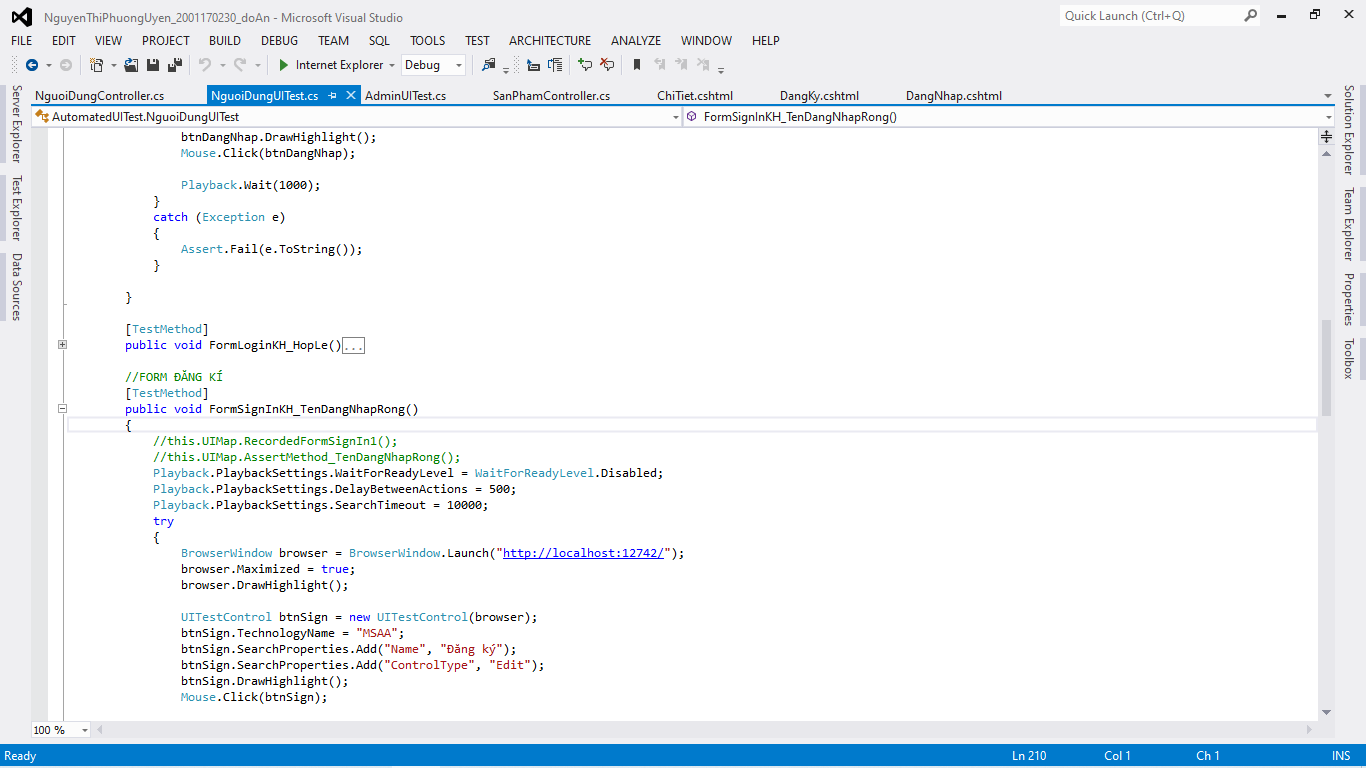 NguyenThiPhuongUyen_2001170230_doAn - Microsoft Visual Studio
Quick Launch (Ctrl+Q)
FILE EDIT VIEW PROJECT BUILD DEBUG TEAM SQL TOOLS TEST ARCHITECTURE ANALYZE WINDOW HELP
Internet Explorer Debug
NguoiDungController.cs NguoiDungUITest.cs AdminUITest.cs SanPhamController.cs ChiTiet.cshtml DangKy.cshtml DangNhap.cshtml
AutomatedUITest.NguoiDungUITest FormSignInKH_TenDangNhapRong()
Server Explorer
Test Explorer
Data Sources
btnDangNhap.DrawHighlight();
Mouse.Click(btnDangNhap);
Playback.Wait(1000);
}
catch (Exception e)
{
Assert.Fail(e.ToString());
}
}
[TestMethod]
public void FormLoginKH_HopLe()...
//FORM ĐĂNG KÍ
[TestMethod]
public void FormSignInKH_TenDangNhapRong()
{
//this.UIMap.RecordedFormSignIn1();
//this.UIMap.AssertMethod_TenDangNhapRong();
Playback.PlaybackSettings.WaitForReadyLevel = WaitForReadyLevel.Disabled;
Playback.PlaybackSettings.DelayBetweenActions = 500;
Playback.PlaybackSettings.SearchTimeout = 10000;
try
{
BrowserWindow browser = BrowserWindow.Launch("http://localhost:12742/");
browser.Maximized = true;
browser.DrawHighlight();
UITestControl btnSign = new UITestControl(browser);
btnSign.TechnologyName = "MSAA";
btnSign.SearchProperties.Add("Name", "Đăng ký");
btnSign.SearchProperties.Add("ControlType", "Edit");
btnSign.DrawHighlight();
Mouse.Click(btnSign);
Solution Explorer
Team Explorer
Properties
Toolbox
100 %
Ready Ln 210 Col 1 Ch 1 INS